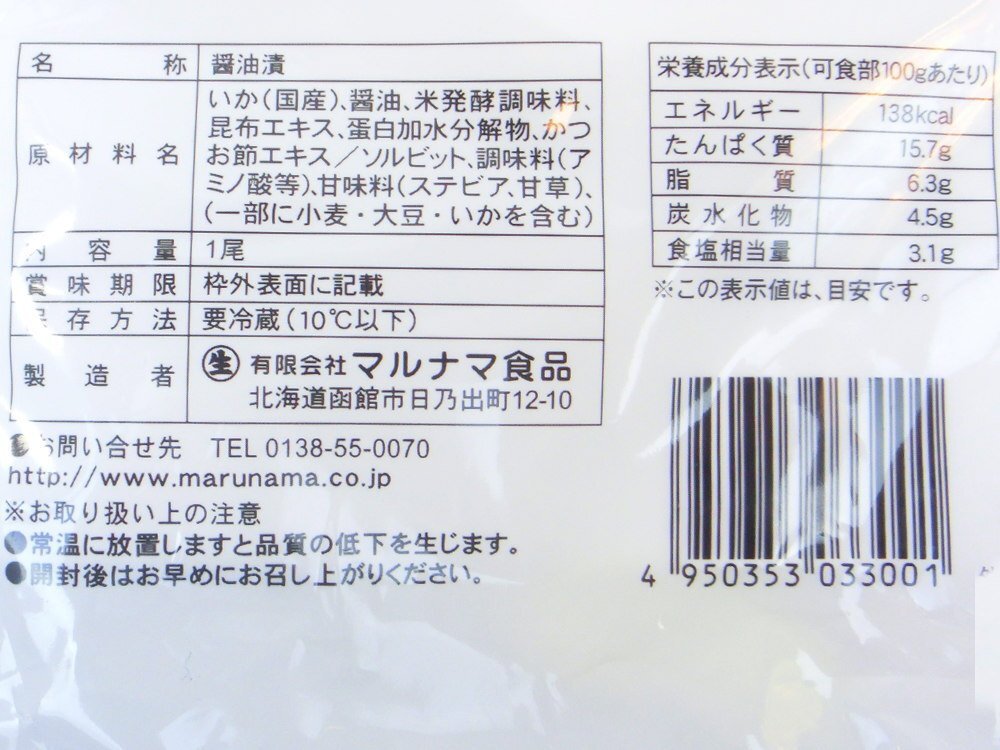 名称 醤油漬
原材料名 いか(国産)、醤油、米発酵調味料、
昆布エキス、蛋白加水分解物、かつ
お節エキス/ソルビット、調味料(ア
ミノ酸等)、甘味料(ステビア、甘草)、
(一部に小麦・大豆・いかを含む)
内容量 1尾
賞味期限 枠外表面に記載
保存方法 要冷蔵(10℃以下)
製造者 生 有限会社マルナマ食品
北海道函館市日乃出町12-10
●お問い合せ先 TEL 0138-55-0070
http://www.marunama.co.jp
※お取り扱い上の注意
●常温に放置しますと品質の低下を生じます。
●開封後はお早めにお召し上がりください。
栄養成分表示(可食部100gあたり)
エネルギー 138kcal
たんぱく質 15.7g
脂質 6.3g
炭水化物 4.5g
食塩相当量 3.1g
※この表示値は、目安です。
4 950353 033001